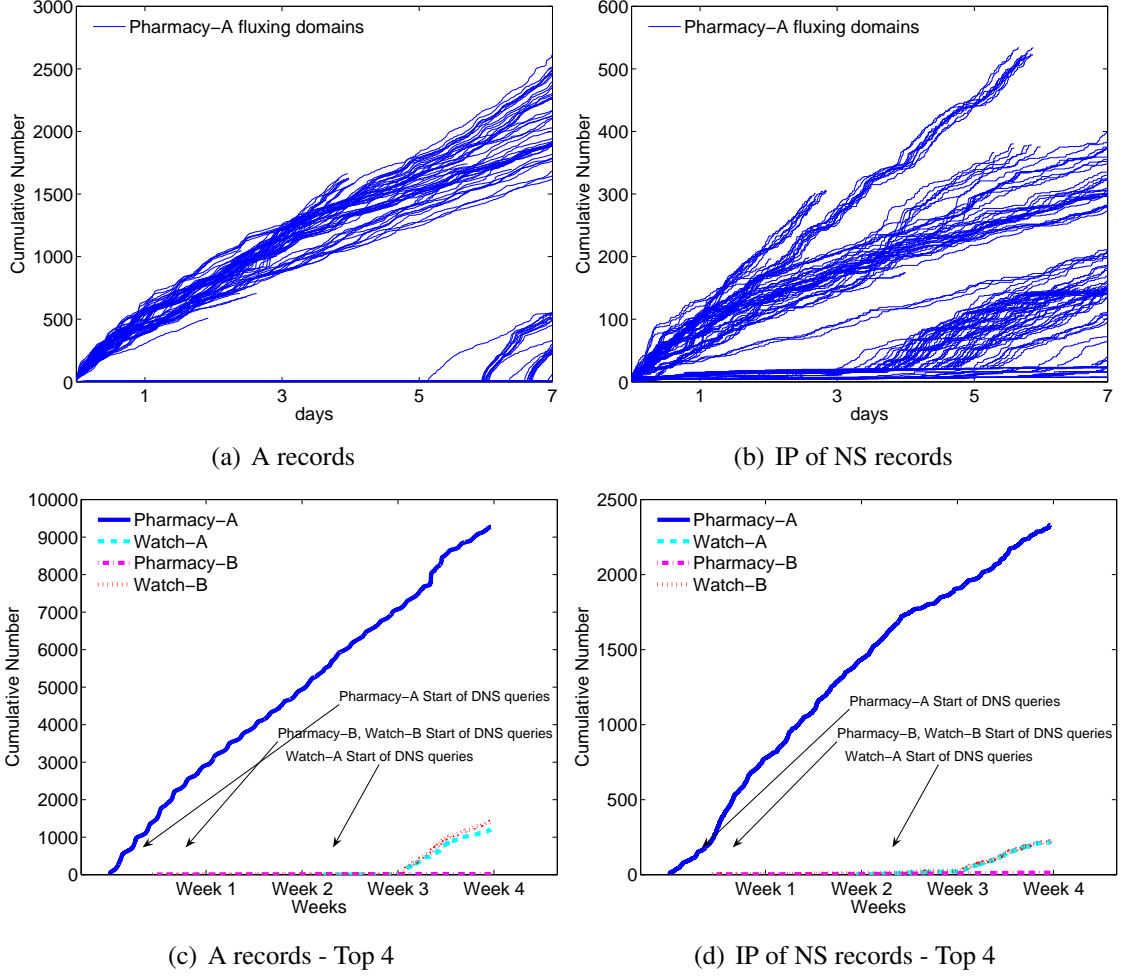 3000
2500
2000
1500
1000
500
0
Cumulative Number
Pharmacy−A fluxing domains
1
3
5
7
days
(a) A records
600
500
400
300
200
100
0
Cumulative Number
Pharmacy−A fluxing domains
1
3
5
7
days
(b) IP of NS records
10000
9000
8000
7000
6000
5000
4000
3000
2000
1000
0
Cumulative Number
Pharmacy−A
Watch−A
Pharmacy−B
Watch−B
Pharmacy−A Start of DNS queries
Pharmacy−B, Watch−B Start of DNS queries
Watch−A Start of DNS queries
Week 1
Week 2
Week 3
Week 4
Weeks
(c) A records - Top 4
2500
2000
1500
1000
500
0
Cumulative Number
Pharmacy−A
Watch−A
Pharmacy−B
Watch−B
Pharmacy−A Start of DNS queries
Pharmacy−B, Watch−B Start of DNS queries
Watch−A Start of DNS queries
Week 1
Week 2
Week 3
Week 4
Weeks
(d) IP of NS records - Top 4